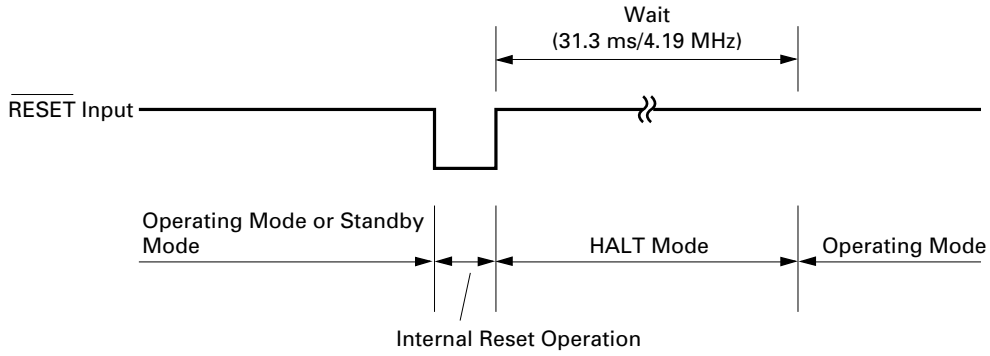 Wait
(31.3 ms/4.19 MHz)
RESET Input
Operating Mode or Standby
Mode
HALT Mode
Operating Mode
Internal Reset Operation